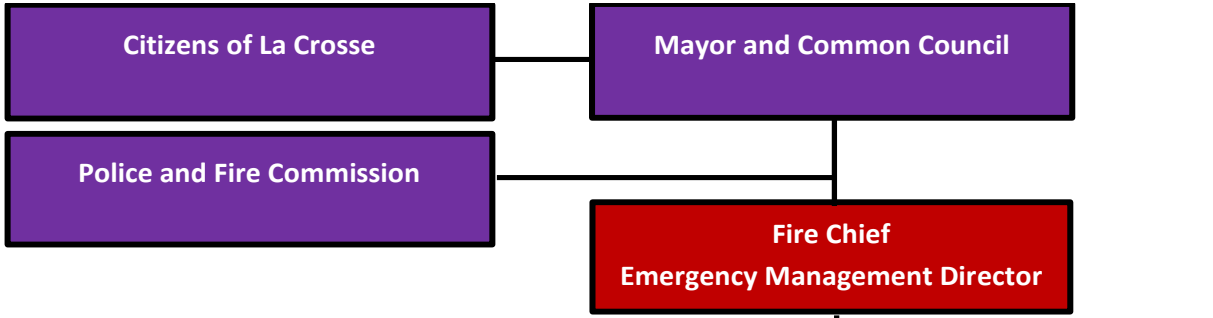 Citizens of La Crosse
Mayor and Common Council
Police and Fire Commission
Fire Chief
Emergency Management Director